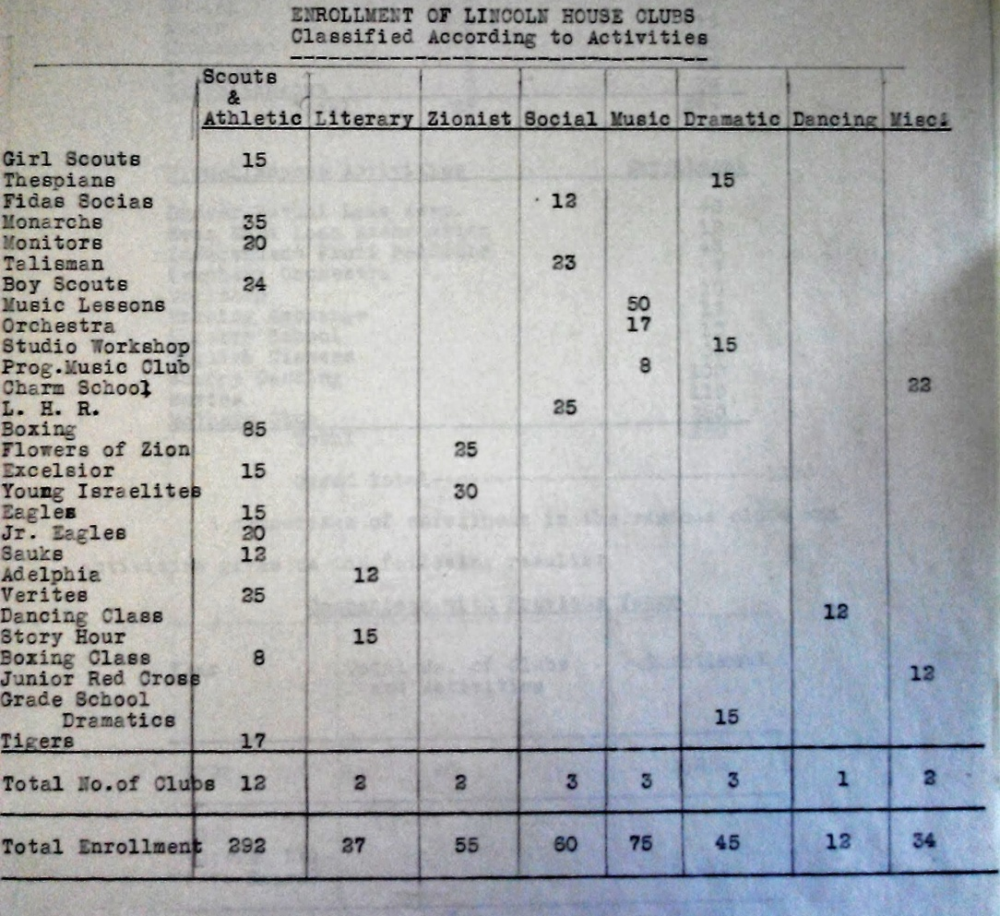 ENROLLMENT OF LINCOLN HOUSE CLUBS
Classified According to Activities
Scouts
&
Athletic Literary Zionist Social Music Dramatic Dancing Misc.
Girl Scouts 15
Thespians 15
Fidas Socias 12
Monarchs 35
Monitors 20
Talisman 23
Boy Scouts 24
Music Lessons 50
Orchestra 17
Studio Workshop 15
Prog.Music Club 8
Charm School 22
L. H. R. 25
Boxing 85
Flowers of Zion 25
Excelsior 15
Young Israelites 30
Eagles 15
Jr. Eagles 20
Sauks 12
Adelphia 12
Verites 25
Dancing Class 12
Story Hour 15
Boxing Class 8
Junior Red Cross 12
Grade School
Dramatics 15
Tigers 17
Total No.of Clubs 12 2 2 3 3 3 1 2
Total Enrollment 292 27 55 60 75 45 12 34